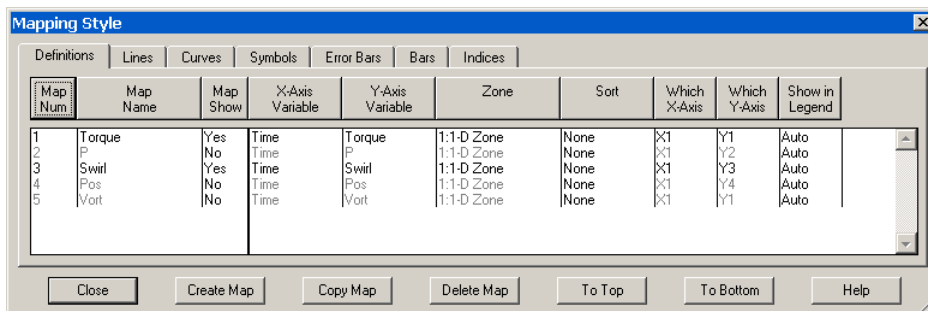 Mapping Style
Definitions Lines Curves Symbols Error Bars Bars Indices
Map Num Map Name Map Show X-Axis Variable Y-Axis Variable Zone Sort Which X-Axis Which Y-Axis Show in Legend
1 Torque Yes Time Torque 1:1-D Zone None X1 Y1 Auto
2 P No Time P 1:1-D Zone None X1 Y2 Auto
3 Swirl Yes Time Swirl 1:1-D Zone None X1 Y3 Auto
4 Pos No Time Pos 1:1-D Zone None X1 Y4 Auto
5 Vort No Time Vort 1:1-D Zone None X1 Y1 Auto
Close Create Map Copy Map Delete Map To Top To Bottom Help